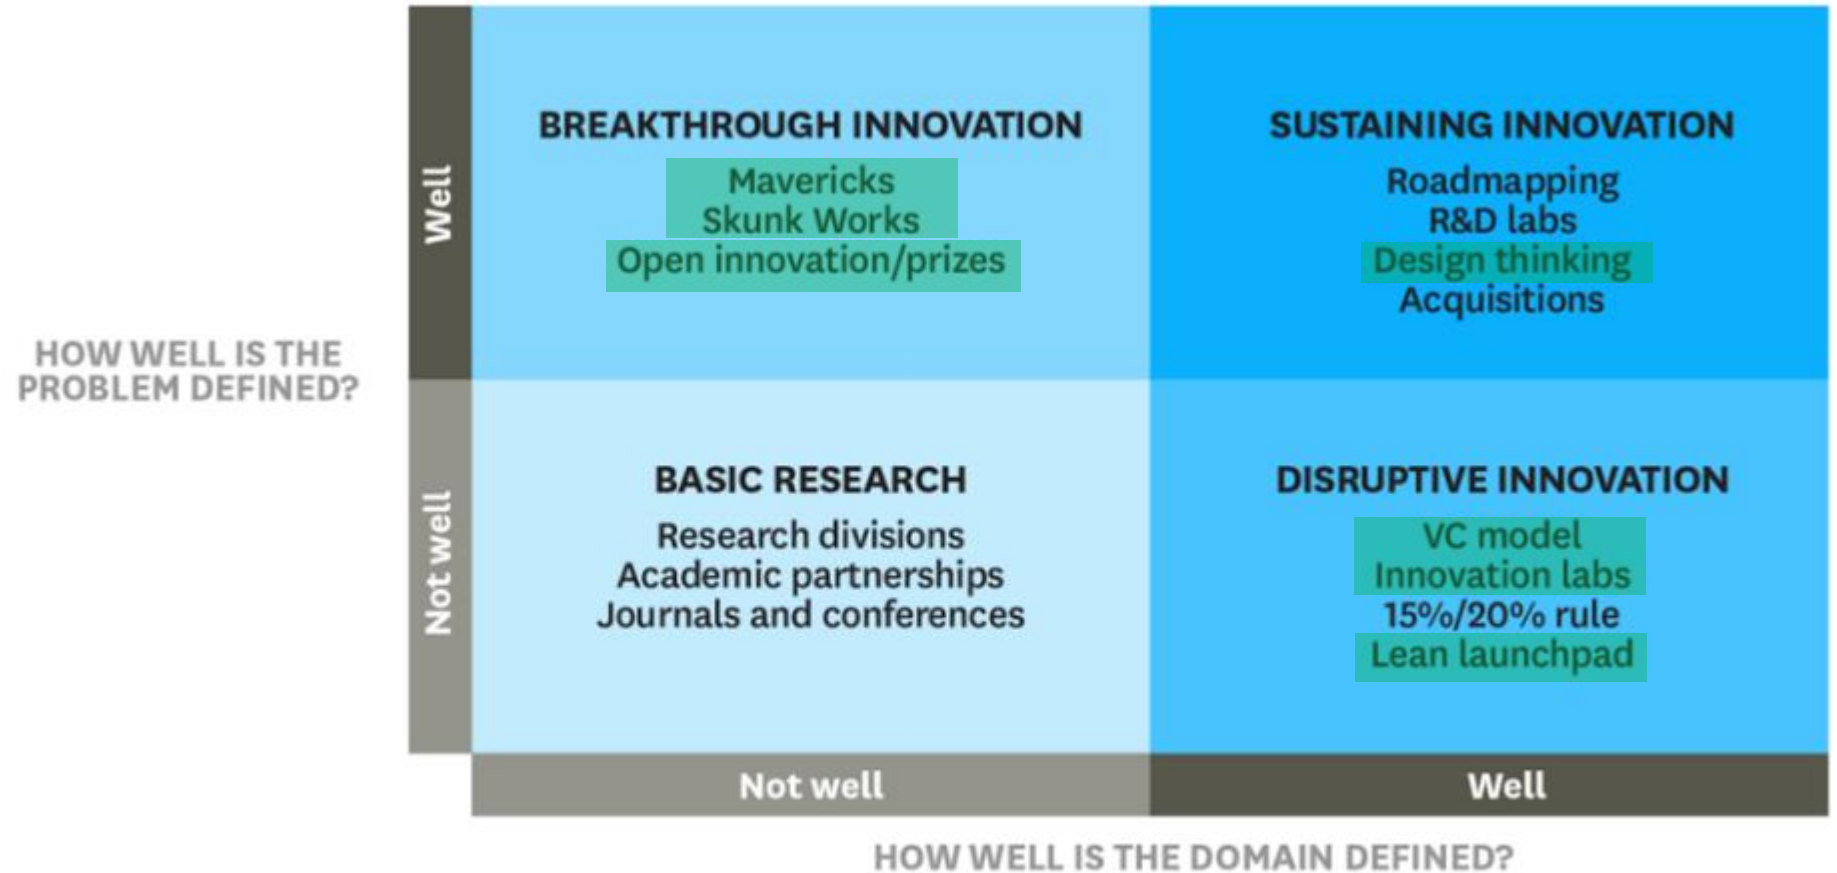 BREAKTHROUGH INNOVATION
Mavericks
Skunk Works
Open innovation/prizes
SUSTAINING INNOVATION
Roadmapping
R&D labs
Design thinking
Acquisitions
Well
HOW WELL IS THE
PROBLEM DEFINED?
Not well
BASIC RESEARCH
Research divisions
Academic partnerships
Journals and conferences
DISRUPTIVE INNOVATION
VC model
Innovation labs
15%/20% rule
Lean launchpad
Not well
Well
HOW WELL IS THE DOMAIN DEFINED?